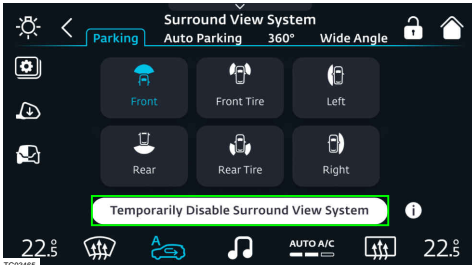 Surround View System
Parking Auto Parking 360° Wide Angle
Front Front Tire Left
Rear Rear Tire Right
Temporarily Disable Surround View System i
22.5° A AUTO A/C 22.5°
TC03465